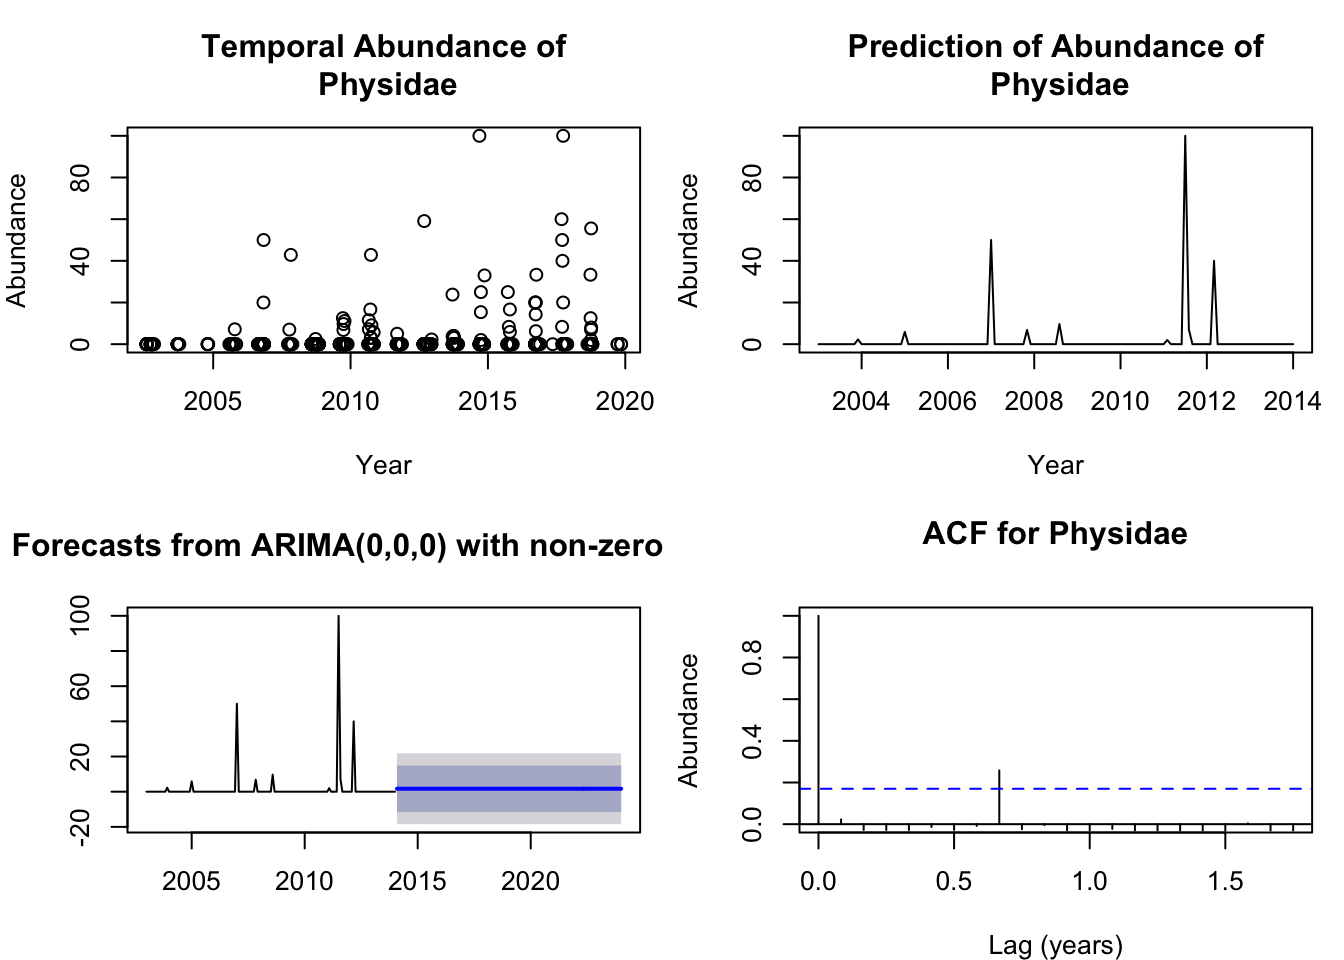 Temporal Abundance of
Physidae
Abundance
0 40 80
2005 2010 2015 2020
Year
Prediction of Abundance of
Physidae
Abundance
0 40 80
2004 2006 2008 2010 2012 2014
Year
Forecasts from ARIMA(0,0,0) with non-zero
-20 20 60 100
2005 2010 2015 2020
ACF for Physidae
Abundance
0.0 0.4 0.8
0.0 0.5 1.0 1.5
Lag (years)